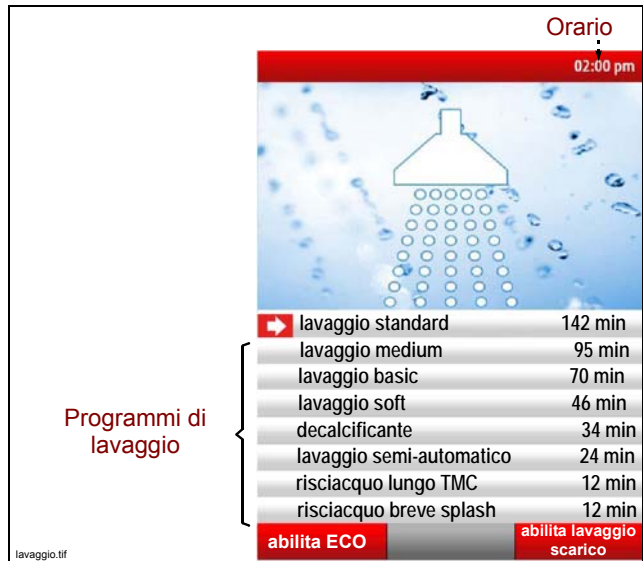 Orario
02:00 pm
lavaggio standard 142 min
lavaggio medium 95 min
lavaggio basic 70 min
lavaggio soft 46 min
decalcificante 34 min
lavaggio semi-automatico 24 min
risciacquo lungo TMC 12 min
risciacquo breve splash 12 min
Programmi di
lavaggio
abilita ECO
abilita lavaggio
scarico
lavaggio.tif